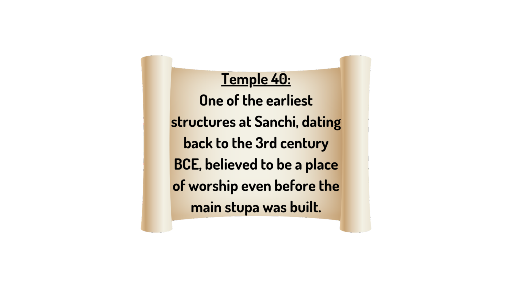 Temple 40:
One of the earliest
structures at Sanchi, dating
back to the 3rd century
BCE, believed to be a place
of worship even before the
main stupa was built.